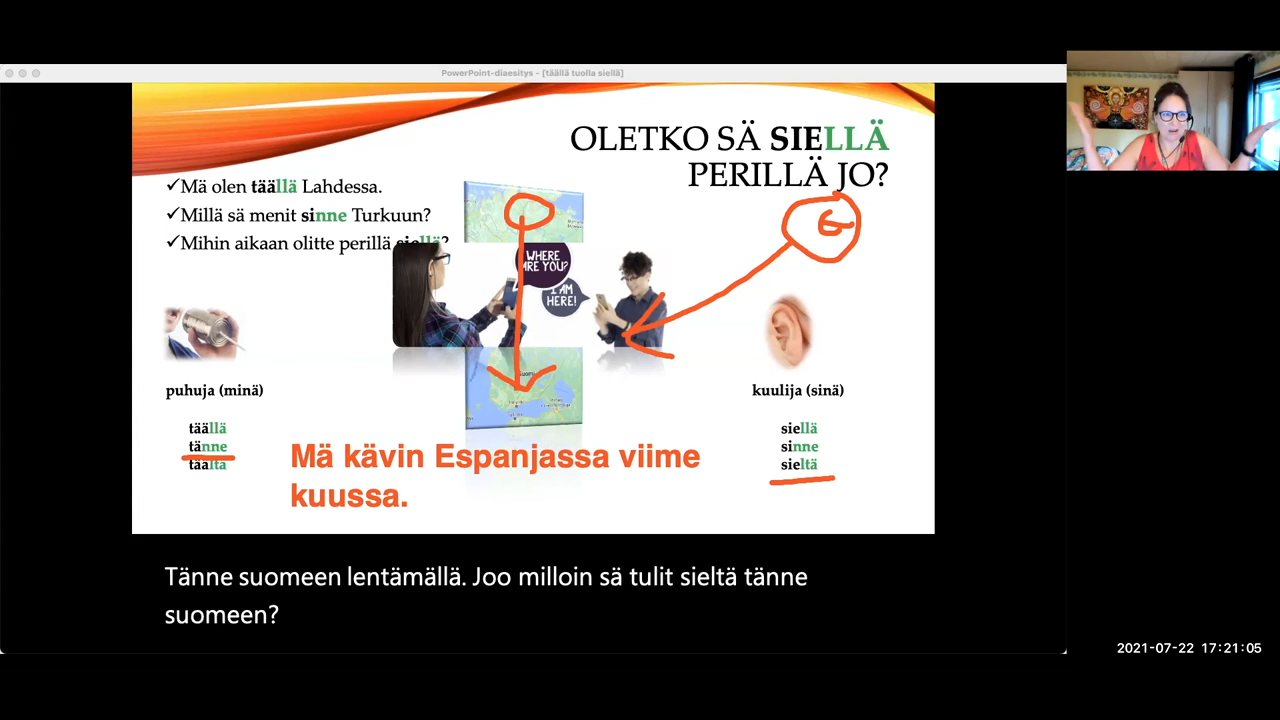 PowerPoint-diaesitys - [täällä tuolla siellä]
OLETKO SÄ SIELLÄ
PERILLÄ JO?
✓Mä olen täällä Lahdessa.
✓Millä sä menit sinne Turkuun?
✓Mihin aikaan olitte perillä siellä?
WHERE
ARE YOU?
I AM
HERE!
puhuja (minä)
täällä
tänne
täältä
kuulija (sinä)
siellä
sinne
sieltä
Mä kävin Espanjassa viime
kuussa.
Tänne suomeen lentämällä. Joo milloin sä tulit sieltä tänne
suomeen?
2021-07-22 17:21:05